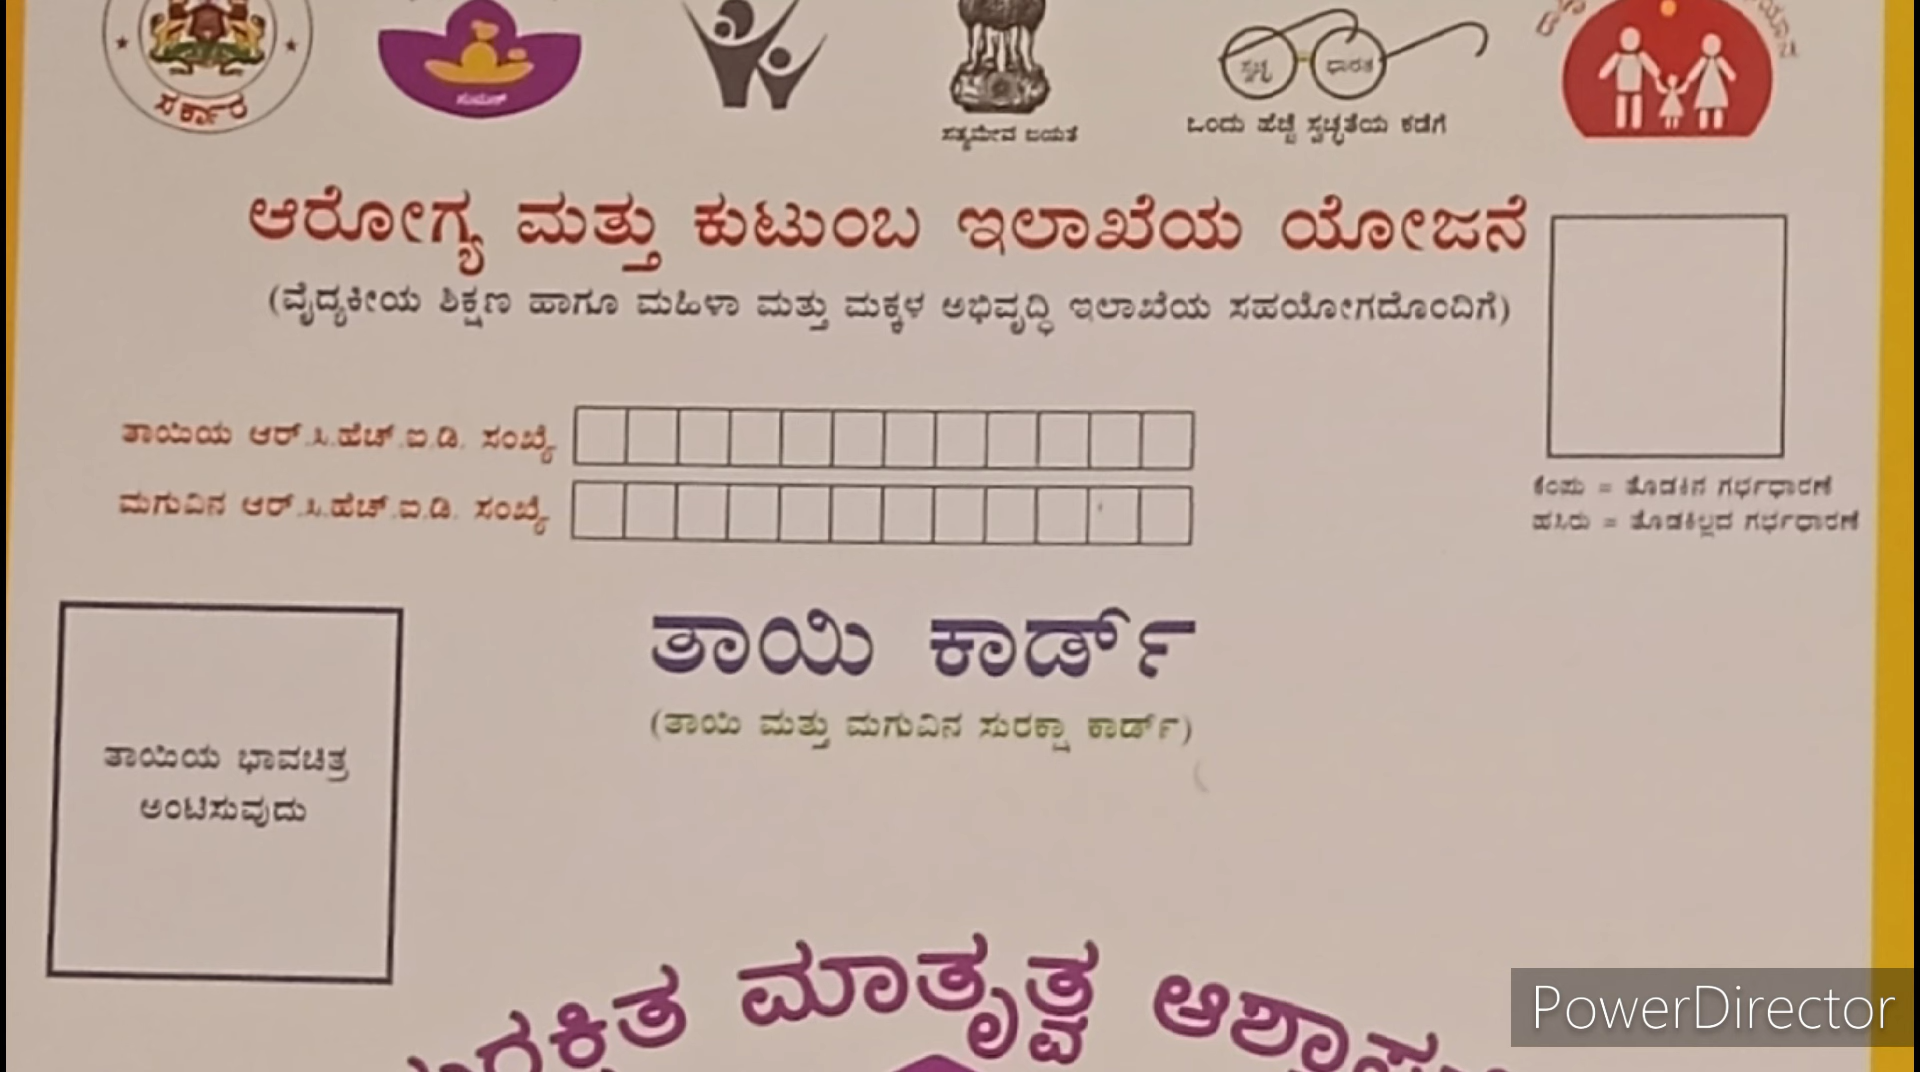 ಸರ್ಕಾರ
ಸುಮನ್
ಸತ್ಯಮೇವ ಜಯತೆ
ಸ್ವಚ್ಛ ಭಾರತ
ಒಂದು ಹೆಜ್ಜೆ ಸ್ವಚ್ಛತೆಯ ಕಡೆಗೆ
ಆರೋಗ್ಯ ಮತ್ತು ಕುಟುಂಬ ಇಲಾಖೆಯ ಯೋಜನೆ
(ವೈದ್ಯಕೀಯ ಶಿಕ್ಷಣ ಹಾಗೂ ಮಹಿಳಾ ಮತ್ತು ಮಕ್ಕಳ ಅಭಿವೃದ್ಧಿ ಇಲಾಖೆಯ ಸಹಯೋಗದೊಂದಿಗೆ)
ತಾಯಿಯ ಆರ್.ಸಿ.ಹೆಚ್.ಐ.ಡಿ. ಸಂಖ್ಯೆ
ಮಗುವಿನ ಆರ್.ಸಿ.ಹೆಚ್.ಐ.ಡಿ. ಸಂಖ್ಯೆ
ಕೆಂಪು = ತೊಡಕಿನ ಗರ್ಭಧಾರಣೆ
ಹಸಿರು = ತೊಡಕಿಲ್ಲದ ಗರ್ಭಧಾರಣೆ
ತಾಯಿ ಕಾರ್ಡ್
(ತಾಯಿ ಮತ್ತು ಮಗುವಿನ ಸುರಕ್ಷಾ ಕಾರ್ಡ್)
ತಾಯಿಯ ಭಾವಚಿತ್ರ
ಅಂಟಿಸುವುದು
ಮಾತೃತ್ವ
PowerDirector